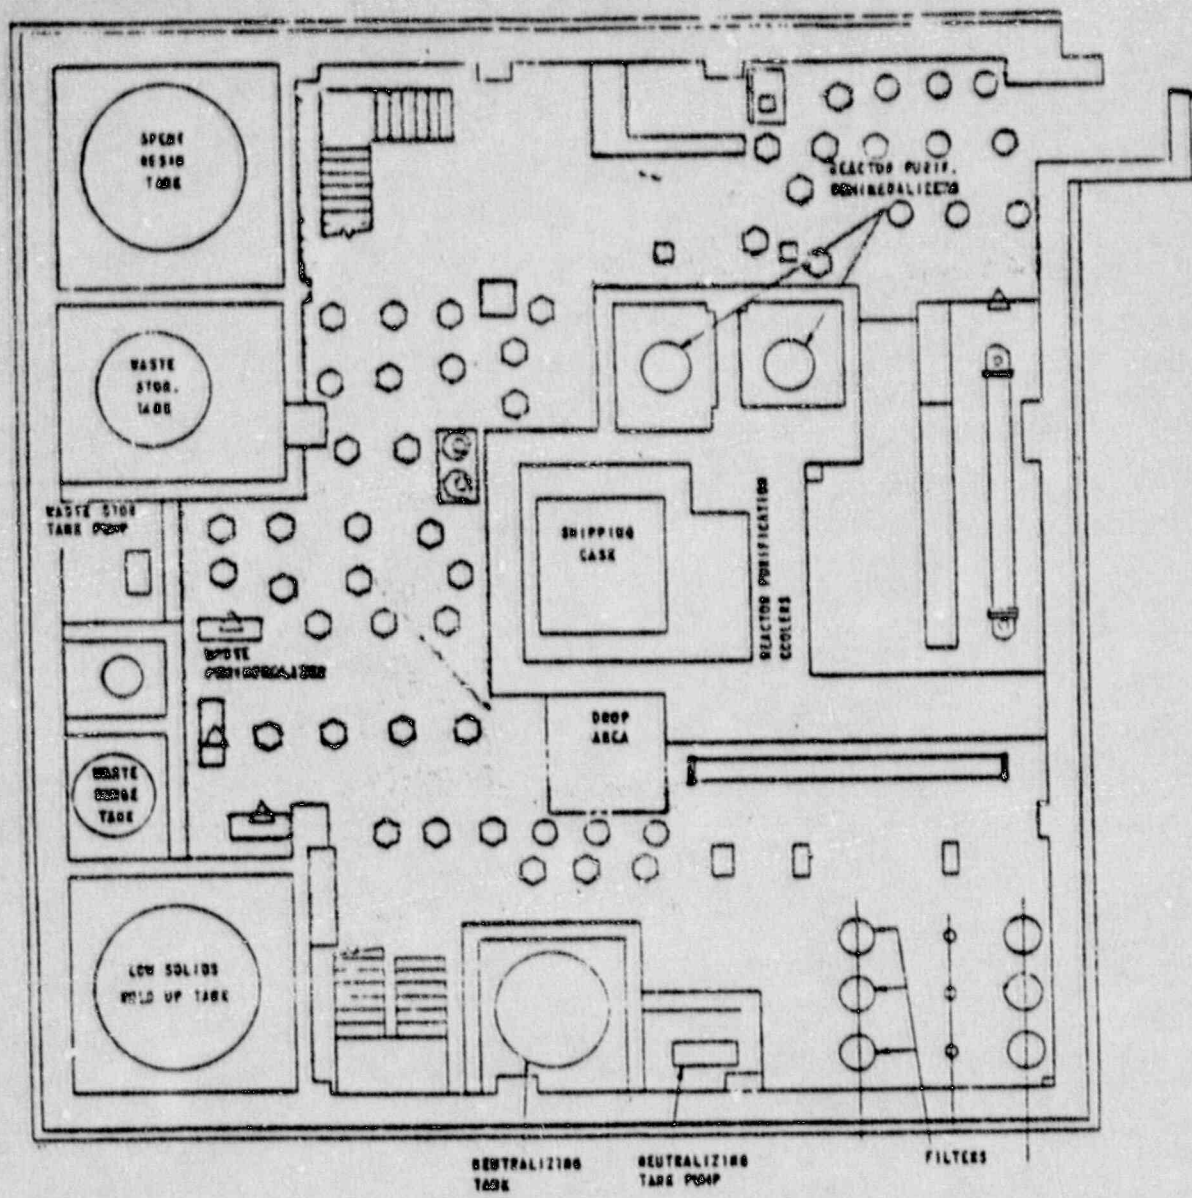 SPENT
RESIN
TANK
REACTOR PURIF.
DEMINERALIZERS
WASTE
STOR.
TANK
WASTE STOR
TANK PUMP
SHIPPING
CASK
REACTOR PURIFICATION
COOLERS
WASTE
DEMINERALIZER
DROP
AREA
WASTE
SURGE
TANK
LOW SOLIDS
HOLD UP TANK
NEUTRALIZING
TANK
NEUTRALIZING
TANK PUMP
FILTERS